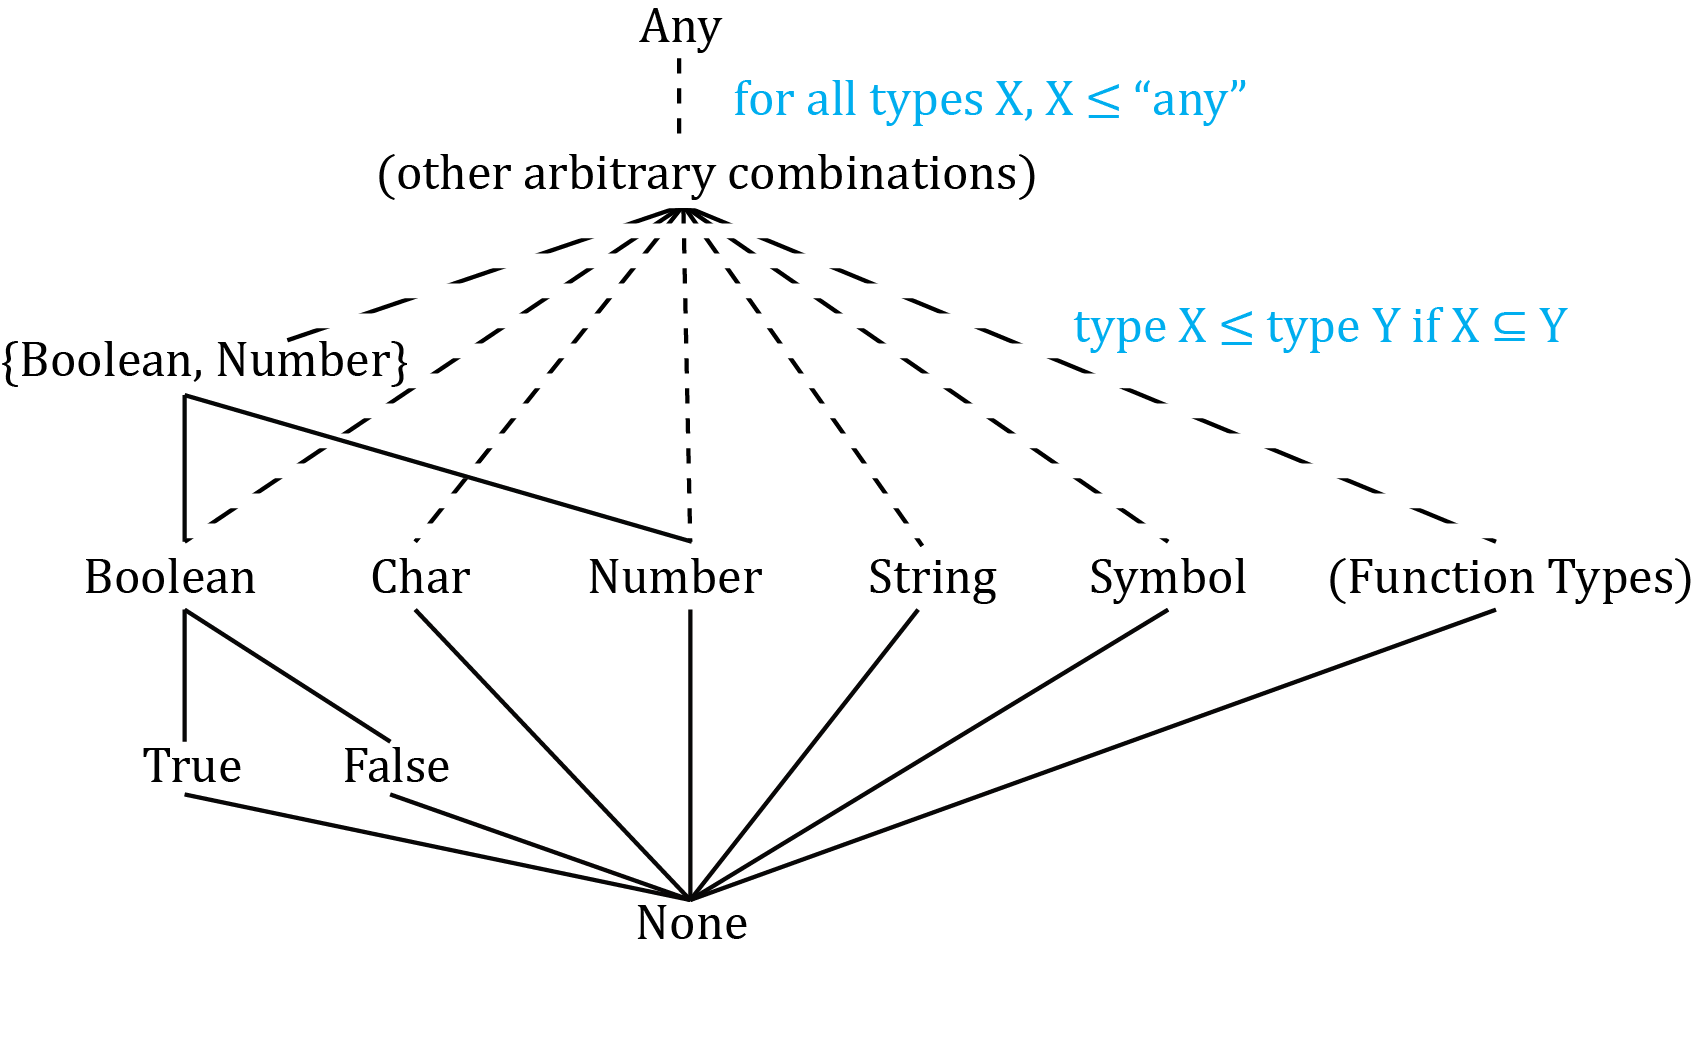 Any
for all types X, X ≤ “any”
(other arbitrary combinations)
type X ≤ type Y if X ⊆ Y
{Boolean, Number}
Boolean Char Number String Symbol (Function Types)
True False
None